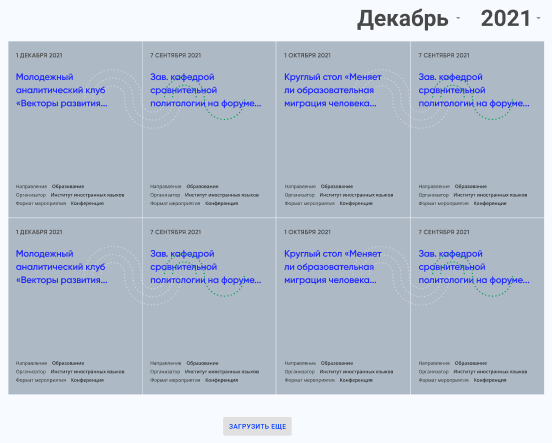 Декабрь 2021
1 ДЕКАБРЯ 2021 7 СЕНТЯБРЯ 2021 1 ОКТЯБРЯ 2021 7 СЕНТЯБРЯ 2021
Молодежный Зав. кафедрой Круглый стол «Меняет Зав. кафедрой
аналитический клуб сравнительной ли образовательная сравнительной
«Векторы развития... политологии на форуме... миграция человека... политологии на форуме...
Направление Образование Направление Образование Направление Образование Направление Образование
Организатор Институт иностранных языков Организатор Институт иностранных языков Организатор Институт иностранных языков Организатор Институт иностранных языков
Формат мероприятия Конференция Формат мероприятия Конференция Формат мероприятия Конференция Формат мероприятия Конференция
1 ДЕКАБРЯ 2021 7 СЕНТЯБРЯ 2021 1 ОКТЯБРЯ 2021 7 СЕНТЯБРЯ 2021
Молодежный Зав. кафедрой Круглый стол «Меняет Зав. кафедрой
аналитический клуб сравнительной ли образовательная сравнительной
«Векторы развития... политологии на форуме... миграция человека... политологии на форуме...
Направление Образование Направление Образование Направление Образование Направление Образование
Организатор Институт иностранных языков Организатор Институт иностранных языков Организатор Институт иностранных языков Организатор Институт иностранных языков
Формат мероприятия Конференция Формат мероприятия Конференция Формат мероприятия Конференция Формат мероприятия Конференция
ЗАГРУЗИТЬ ЕЩЕ